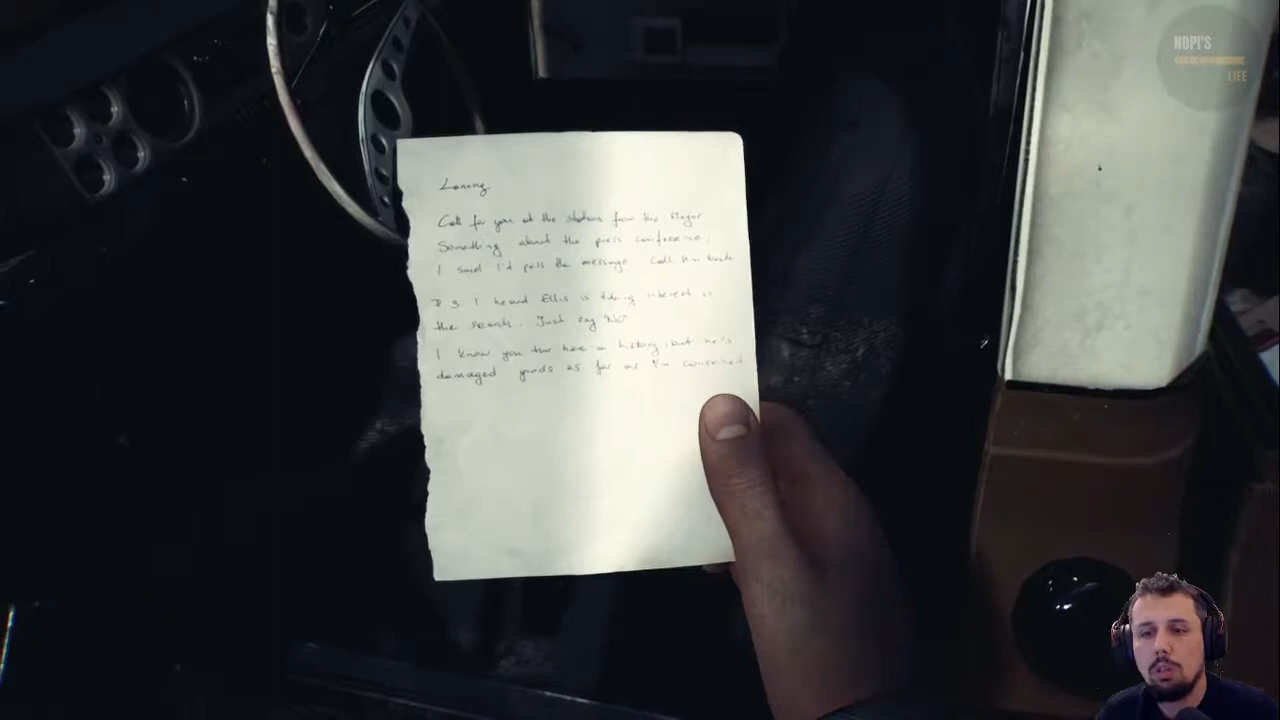 Lanning
Call for you at the station from the Mayor
Something about the press conference.
I said I'd pass the message. Call him back
P S I heard Ellis is taking interest in
the search. Just say "No"
I know you two have a history, but he's
damaged goods as far as I'm concerned
NOPI'S
LIFE